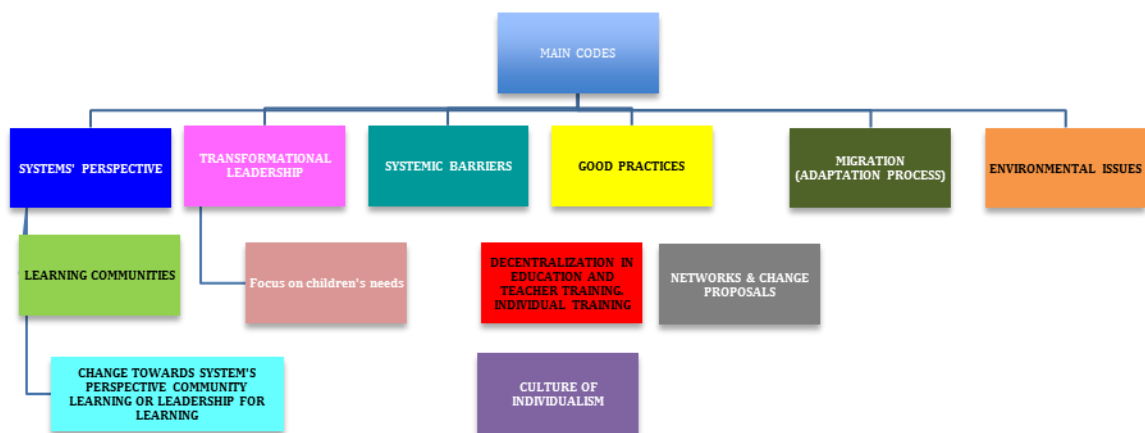 MAIN CODES
SYSTEMS' PERSPECTIVE
TRANSFORMATIONAL
LEADERSHIP
SYSTEMIC BARRIERS
GOOD PRACTICES
MIGRATION
(ADAPTATION PROCESS)
ENVIRONMENTAL ISSUES
LEARNING COMMUNITIES
Focus on children's needs
DECENTRALIZATION IN
EDUCATION AND
TEACHER TRAINING.
INDIVIDUAL TRAINING
NETWORKS & CHANGE
PROPOSALS
CHANGE TOWARDS SYSTEM'S
PERSPECTIVE COMMUNITY
LEARNING OR LEADERSHIP FOR
LEARNING
CULTURE OF
INDIVIDUALISM